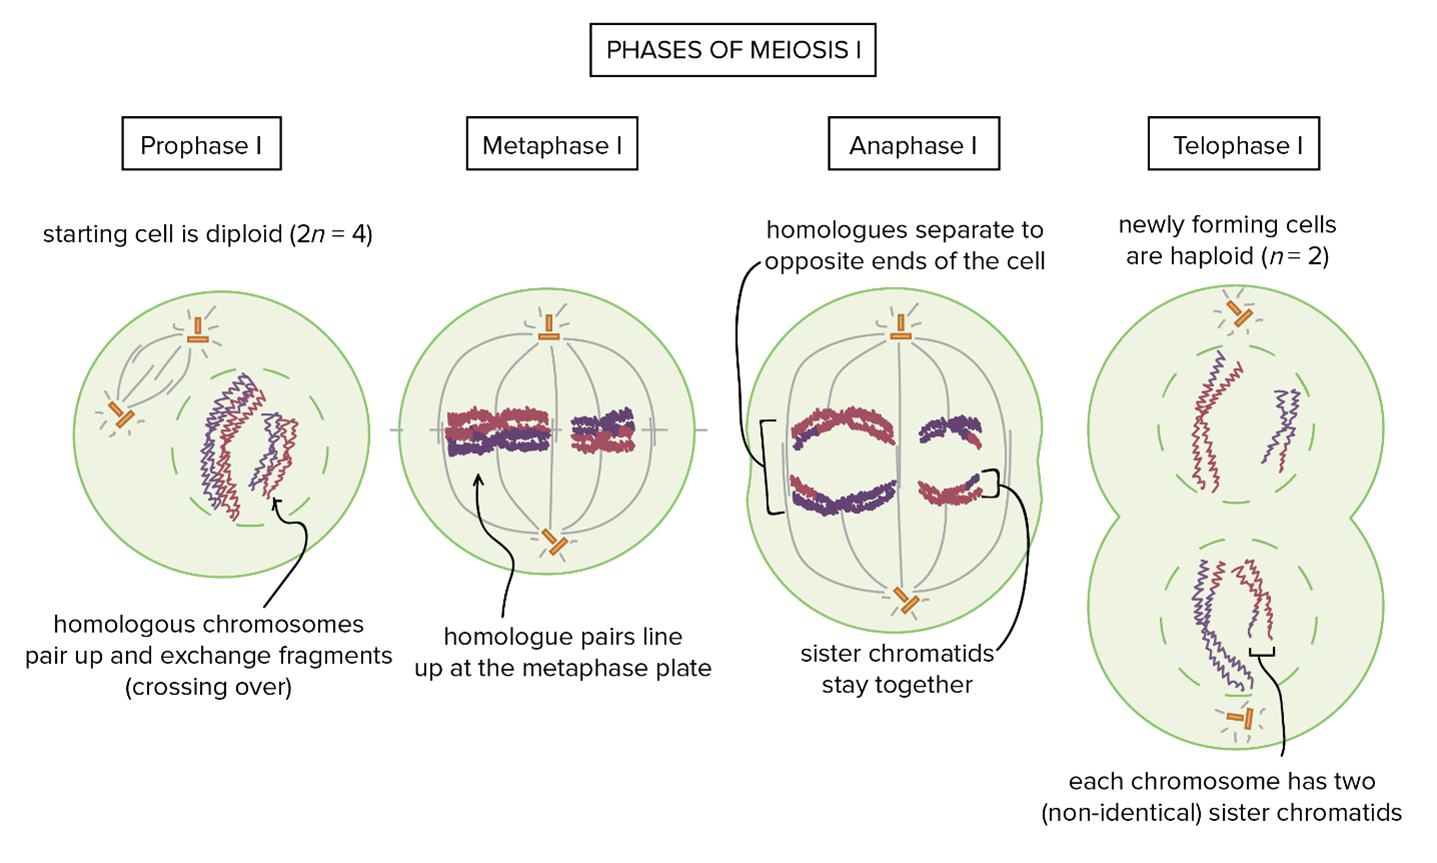 PHASES OF MEIOSIS I
Prophase I
Metaphase I
Anaphase I
Telophase I
starting cell is diploid (2n = 4)
homologues separate to
opposite ends of the cell
newly forming cells
are haploid (n = 2)
homologous chromosomes
pair up and exchange fragments
(crossing over)
homologue pairs line
up at the metaphase plate
sister chromatids
stay together
each chromosome has two
(non-identical) sister chromatids